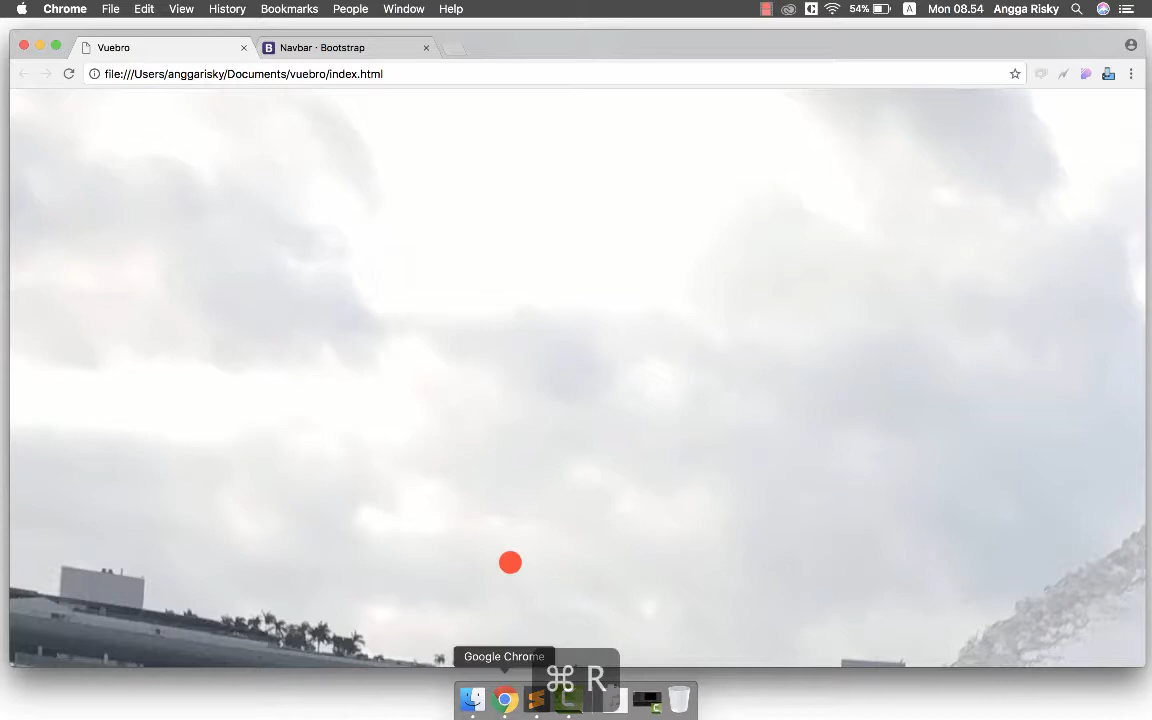 Chrome File Edit View History Bookmarks People Window Help 54% A Mon 08.54 Angga Risky
Vuebro
B Navbar · Bootstrap
file:///Users/anggarisky/Documents/vuebro/index.html
Google Chrome
⌘ R